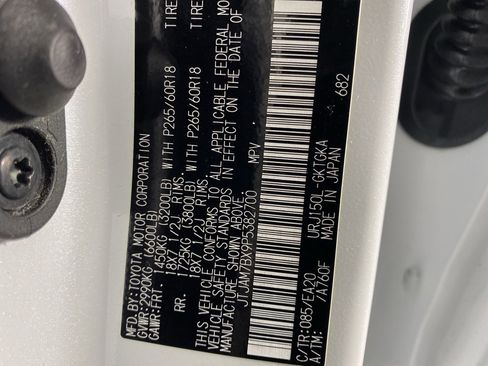 MFD. BY: TOYOTA MOTOR CORPORATION
GVWR: 2990KG (6600LB)
GAWR: FRT. 1450KG (3200LB) WITH P265/60R18 TIRE
18X7 1/2J RIMS.
RR. 1725KG (3800LB) WITH P265/60R18 TIRE
18X7 1/2J RIMS.
THIS VEHICLE CONFORMS TO ALL APPLICABLE FEDERAL MO
VEHICLE SAFETY STANDARDS IN EFFECT ON THE DATE OF
MANUFACTURE SHOWN ABOVE.
MPV
C/TR: 085/EA20 URJ150L-GKTGKA
A/TM: /A760F MADE IN JAPAN 682